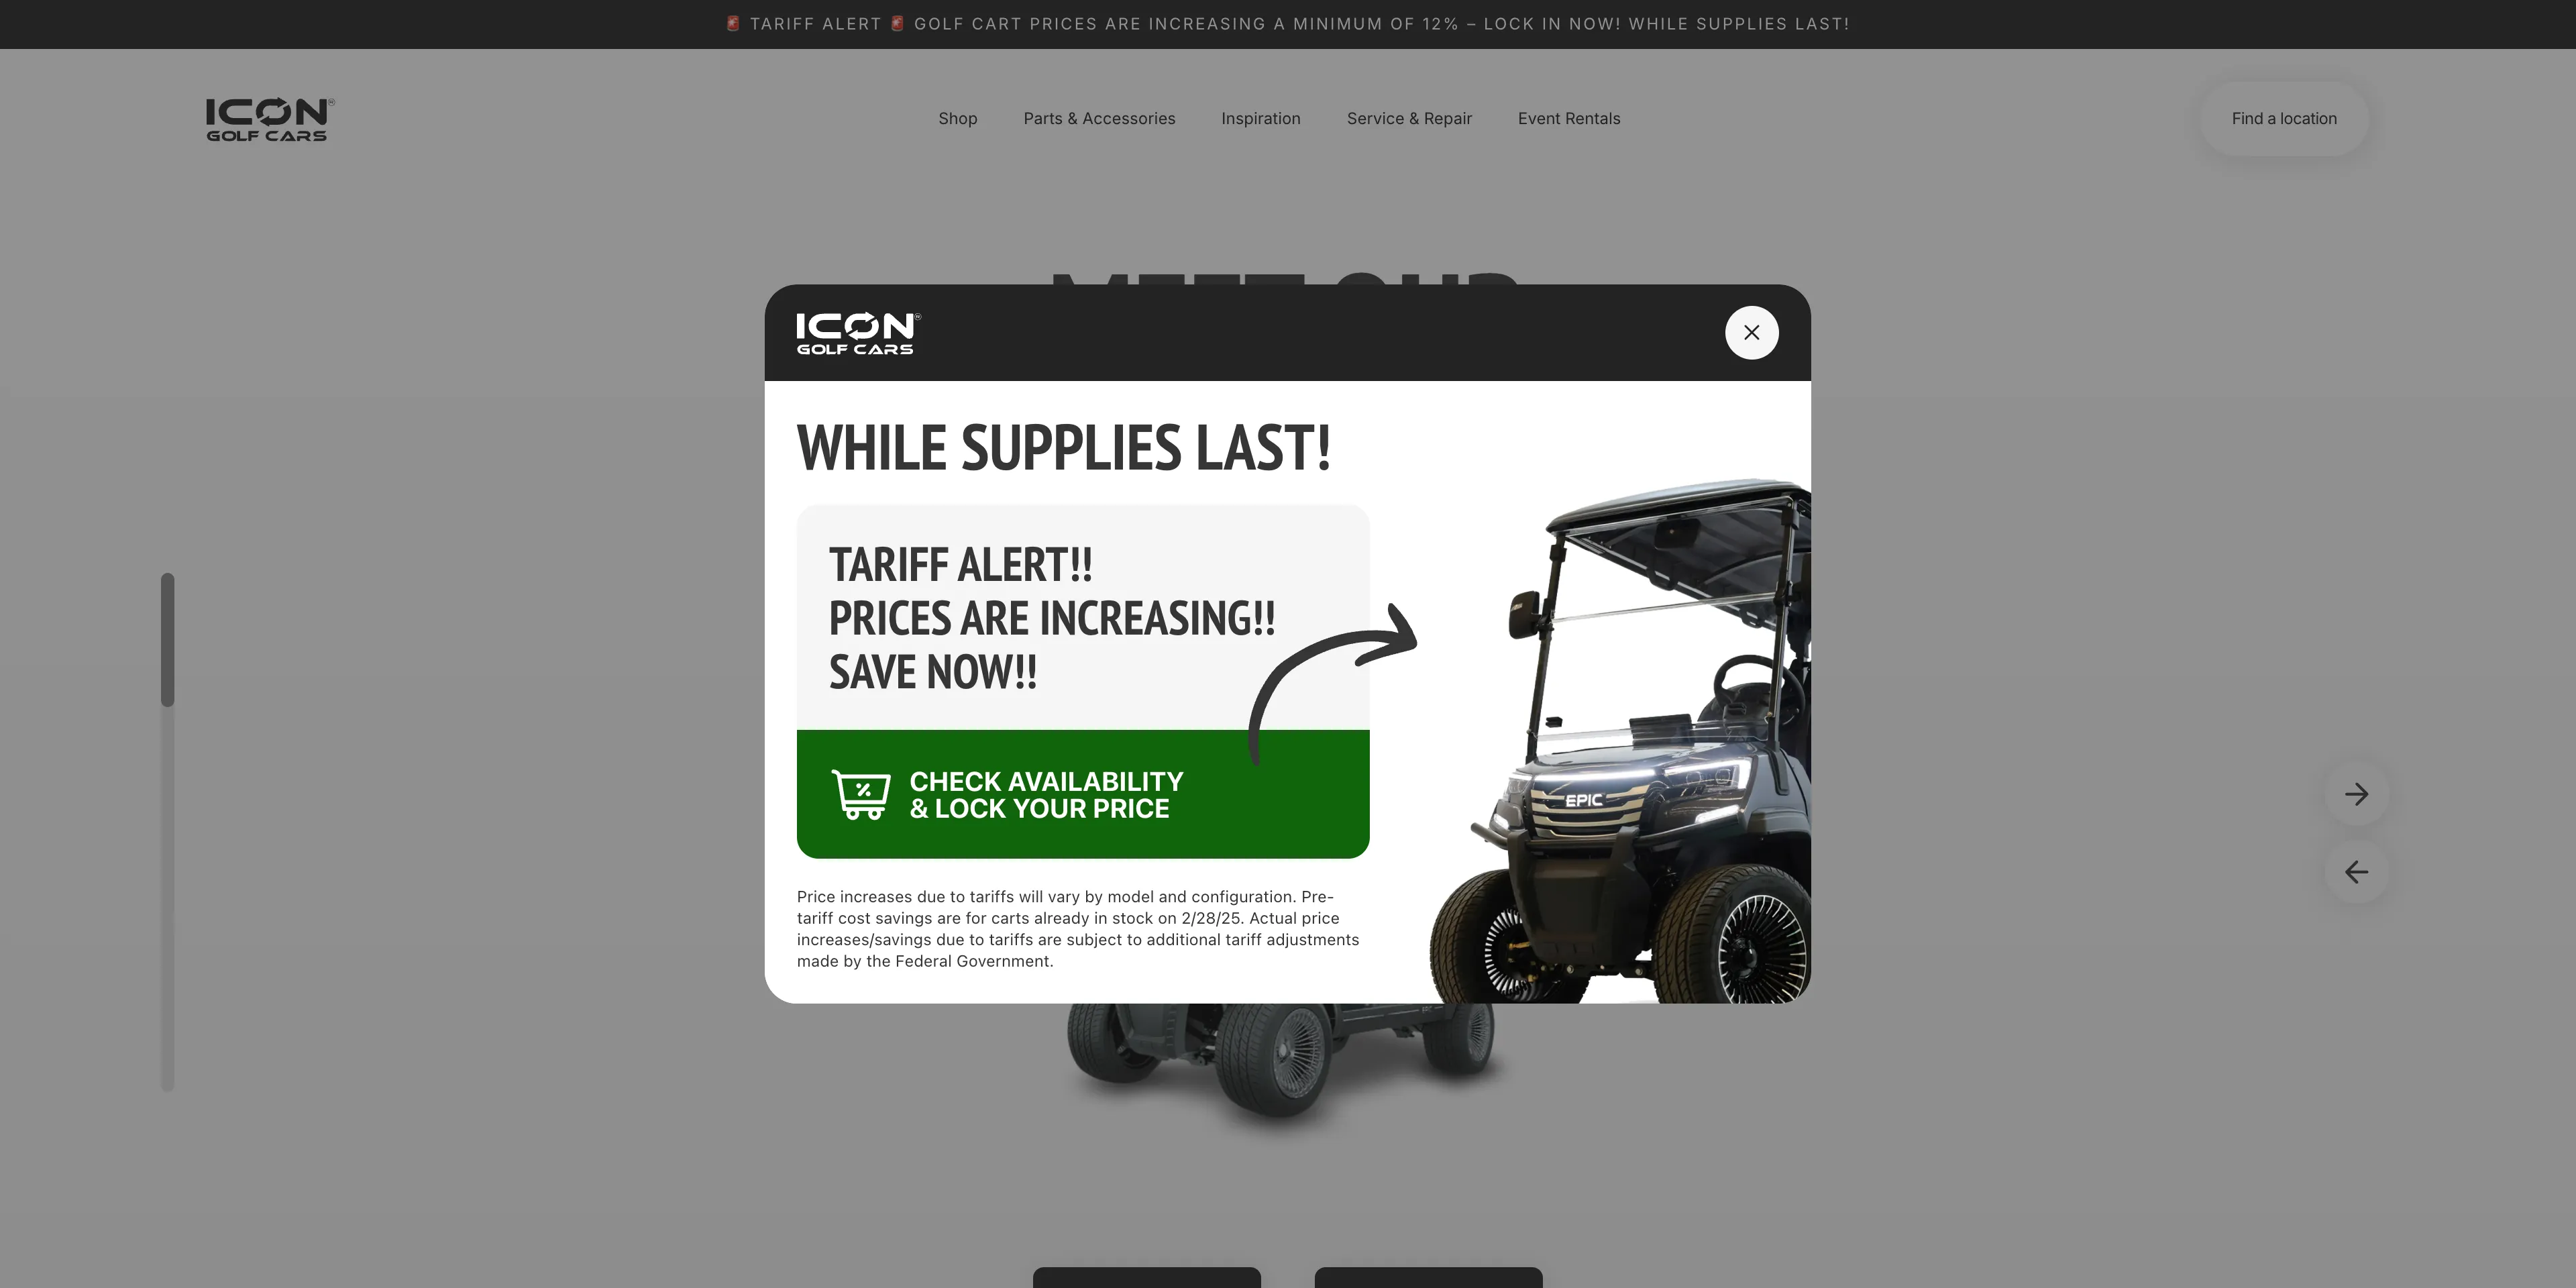 🚨 TARIFF ALERT 🚨 GOLF CART PRICES ARE INCREASING A MINIMUM OF 12% – LOCK IN NOW! WHILE SUPPLIES LAST!
ICON®
GOLF CARS
Shop
Parts & Accessories
Inspiration
Service & Repair
Event Rentals
Find a location
MEET OUR
ICON®
GOLF CARS
WHILE SUPPLIES LAST!
TARIFF ALERT!!
PRICES ARE INCREASING!!
SAVE NOW!!
CHECK AVAILABILITY
& LOCK YOUR PRICE
EPIC
Price increases due to tariffs will vary by model and configuration. Pre-
tariff cost savings are for carts already in stock on 2/28/25. Actual price
increases/savings due to tariffs are subject to additional tariff adjustments
made by the Federal Government.